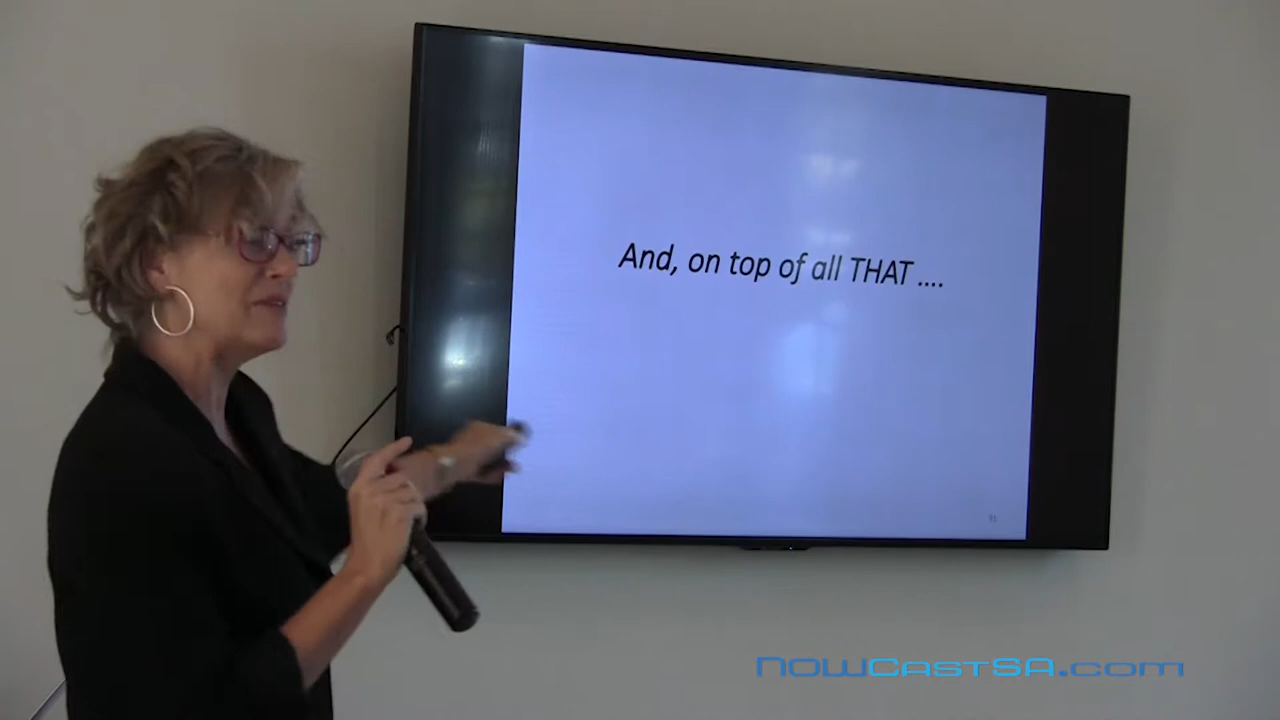 And, on top of all THAT ....
nowcastsa.com